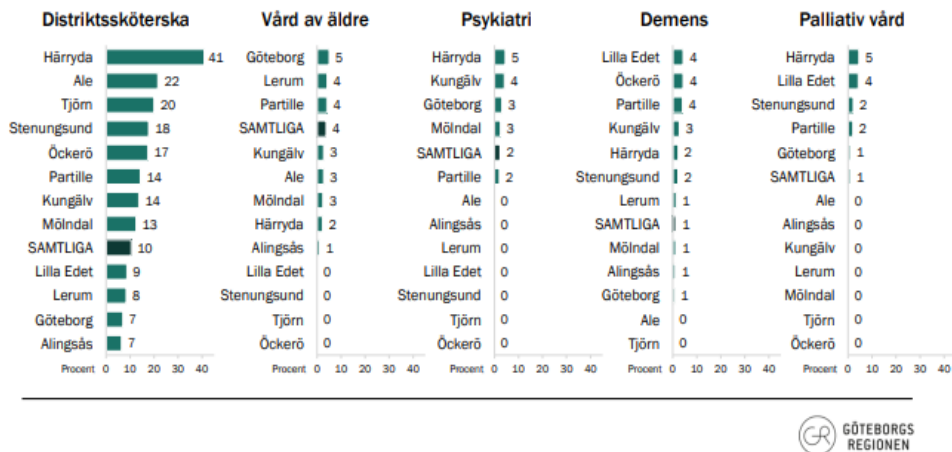 Distriktssköterska
Härryda 41
Ale 22
Tjörn 20
Stenungsund 18
Öckerö 17
Partille 14
Kungälv 14
Mölndal 13
SAMTLIGA 10
Lilla Edet 9
Lerum 8
Göteborg 7
Alingsås 7
Procent 0 10 20 30 40
Vård av äldre
Göteborg 5
Lerum 4
Partille 4
SAMTLIGA 4
Kungälv 3
Ale 3
Mölndal 3
Härryda 2
Alingsås 1
Lilla Edet 0
Stenungsund 0
Tjörn 0
Öckerö 0
Procent 0 10 20 30 40
Psykiatri
Härryda 5
Kungälv 4
Göteborg 3
Mölndal 3
SAMTLIGA 2
Partille 2
Ale 0
Alingsås 0
Lerum 0
Lilla Edet 0
Stenungsund 0
Tjörn 0
Öckerö 0
Procent 0 10 20 30 40
Demens
Lilla Edet 4
Öckerö 4
Partille 4
Kungälv 3
Härryda 2
Stenungsund 2
Lerum 1
SAMTLIGA 1
Mölndal 1
Alingsås 1
Göteborg 1
Ale 0
Tjörn 0
Procent 0 10 20 30 40
Palliativ vård
Härryda 5
Lilla Edet 4
Stenungsund 2
Partille 2
Göteborg 1
SAMTLIGA 1
Ale 0
Alingsås 0
Kungälv 0
Lerum 0
Mölndal 0
Tjörn 0
Öckerö 0
Procent 0 10 20 30 40
GR
GÖTEBORGS
REGIONEN